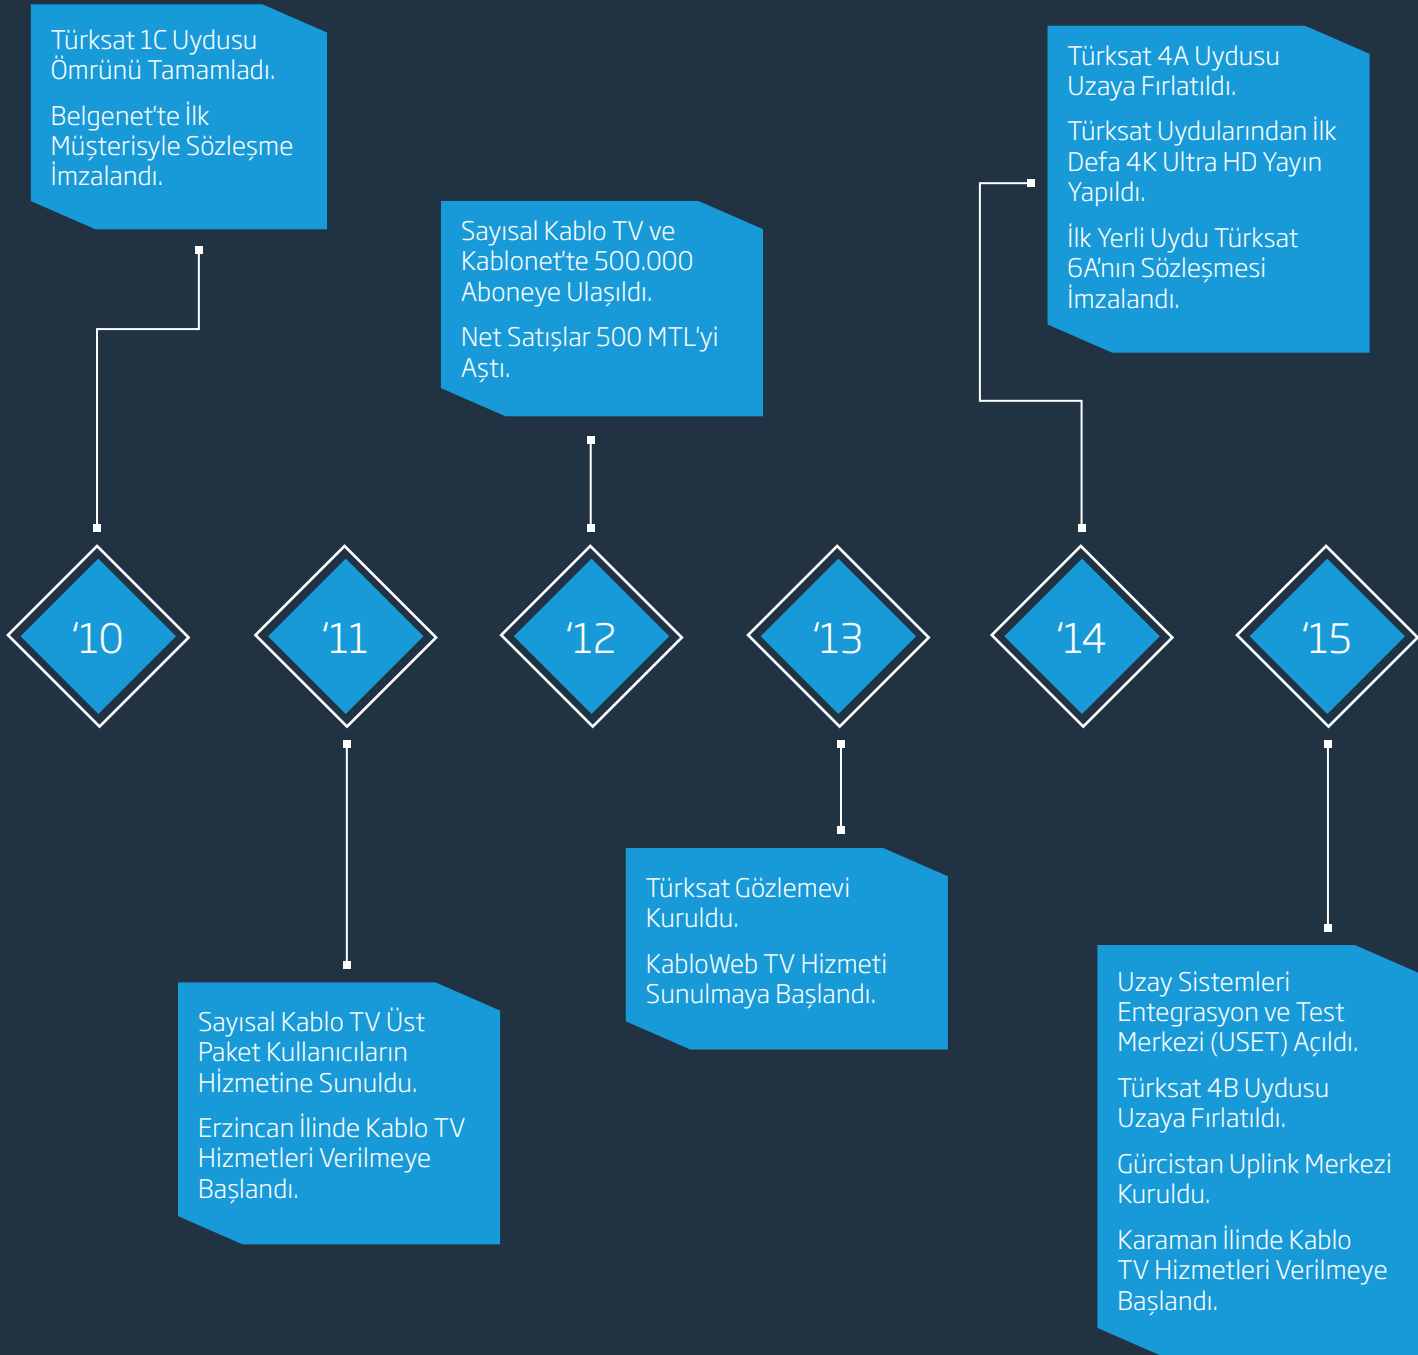 Türksat 1C Uydusu
Ömrünü Tamamladı.
Belgenet'te İlk
Müşterisyle Sözleşme
İmzalandı.
Türksat 4A Uydusu
Uzaya Fırlatıldı.
Türksat Uydularından İlk
Defa 4K Ultra HD Yayın
Yapıldı.
İlk Yerli Uydu Türksat
6A'nın Sözleşmesi
İmzalandı.
Sayısal Kablo TV ve
Kablonet'te 500.000
Aboneye Ulaşıldı.
Net Satışlar 500 MTL'yi
Aştı.
‘10
‘11
‘12
‘13
‘14
‘15
Türksat Gözlemevi
Kuruldu.
KabloWeb TV Hizmeti
Sunulmaya Başlandı.
Sayısal Kablo TV Üst
Paket Kullanıcıların
Hİzmetine Sunuldu.
Erzincan İlinde Kablo TV
Hizmetleri Verilmeye
Başlandı.
Uzay Sistemleri
Entegrasyon ve Test
Merkezi (USET) Açıldı.
Türksat 4B Uydusu
Uzaya Fırlatıldı.
Gürcistan Uplink Merkezi
Kuruldu.
Karaman İlinde Kablo
TV Hizmetleri Verilmeye
Başlandı.